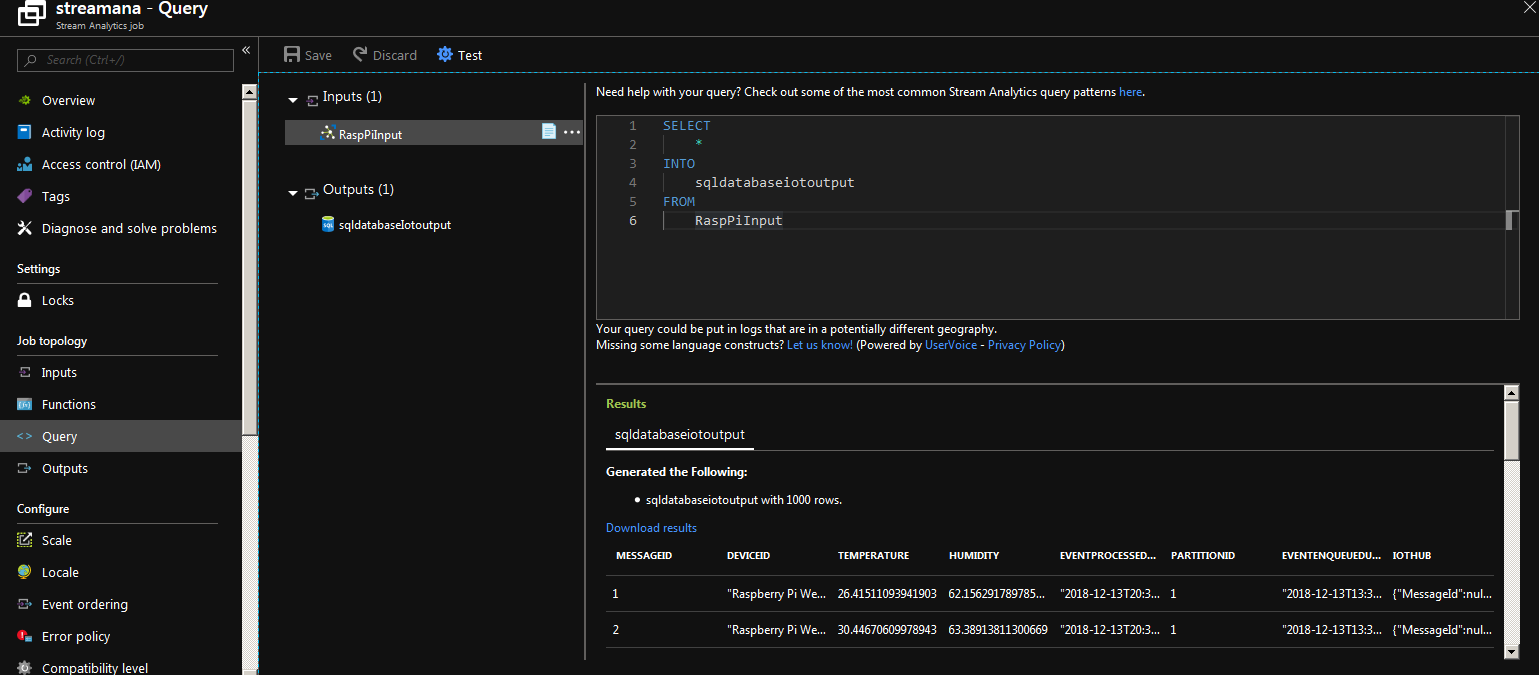 streamana - Query
Stream Analytics job
Search (Ctrl+/)
«
Overview
Activity log
Access control (IAM)
Tags
Diagnose and solve problems
Settings
Locks
Job topology
Inputs
Functions
Query
Outputs
Configure
Scale
Locale
Event ordering
Error policy
Compatibility level
Save Discard Test
Inputs (1)
RaspPiInput ...
Outputs (1)
sqldatabaseIotoutput
Need help with your query? Check out some of the most common Stream Analytics query patterns here.
1 SELECT
2 *
3 INTO
4 sqldatabaseiotoutput
5 FROM
6 RaspPiInput
Your query could be put in logs that are in a potentially different geography.
Missing some language constructs? Let us know! (Powered by UserVoice - Privacy Policy)
Results
sqldatabaseiotoutput
Generated the Following:
• sqldatabaseiotoutput with 1000 rows.
Download results
MESSAGEID DEVICEID TEMPERATURE HUMIDITY EVENTPROCESSED... PARTITIONID EVENTENQUEUEDU... IOTHUB
1 "Raspberry Pi We... 26.41511093941903 62.156291789785... "2018-12-13T20:3... 1 "2018-12-13T13:3... {"MessageId":nul...
2 "Raspberry Pi We... 30.44670609978943 63.38913811300669 "2018-12-13T20:3... 1 "2018-12-13T13:3... {"MessageId":nul...